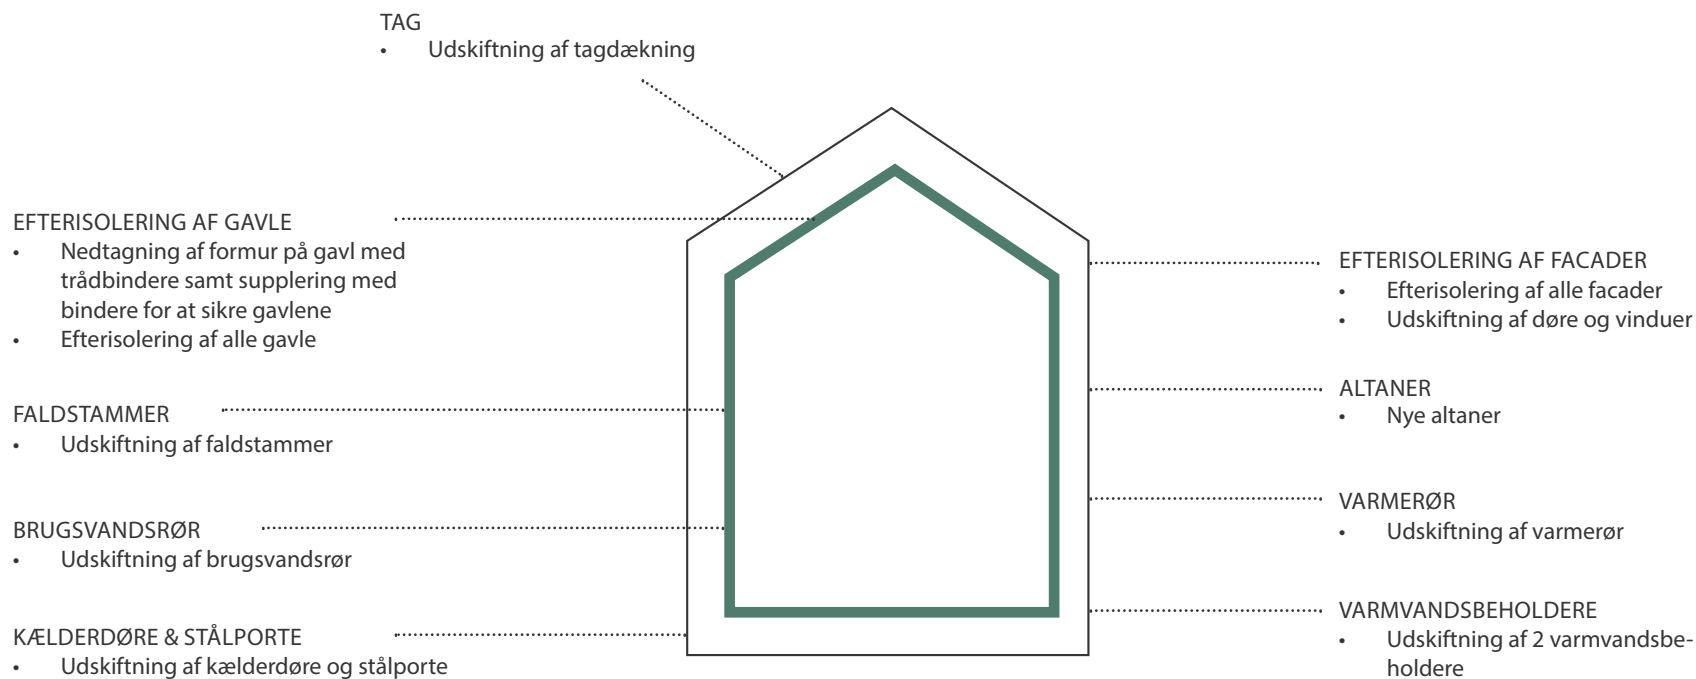 TAG
• Udskiftning af tagdækning
EFTERISOLERING AF GAVLE
• Nedtagning af formur på gavl med
trådbindere samt supplering med
bindere for at sikre gavlene
• Efterisolering af alle gavle
FALDSTAMMER
• Udskiftning af faldstammer
BRUGSVANDSRØR
• Udskiftning af brugsvandsrør
KÆLDERDØRE & STÅLPORTE
• Udskiftning af kælderdøre og stålporte
EFTERISOLERING AF FACADER
• Efterisolering af alle facader
• Udskiftning af døre og vinduer
ALTANER
• Nye altaner
VARMERØR
• Udskiftning af varmerør
VARMVANDSBEHOLDERE
• Udskiftning af 2 varmvandsbe-
holdere